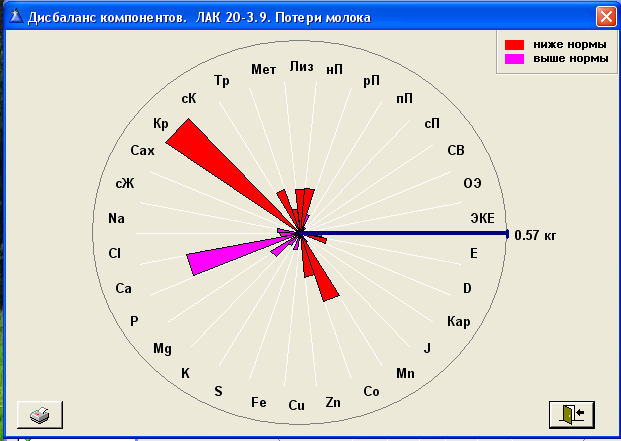 Дисбаланс компонентов. ЛАК 20-3.9. Потери молока
ниже нормы
выше нормы
Лиз
нП
рП
пП
сП
СВ
ОЭ
ЭКЕ
0.57 кг
E
D
Кар
J
Mn
Co
Zn
Cu
Fe
S
K
Mg
P
Ca
Cl
Na
сЖ
Сах
Кр
сК
Тр
Мет